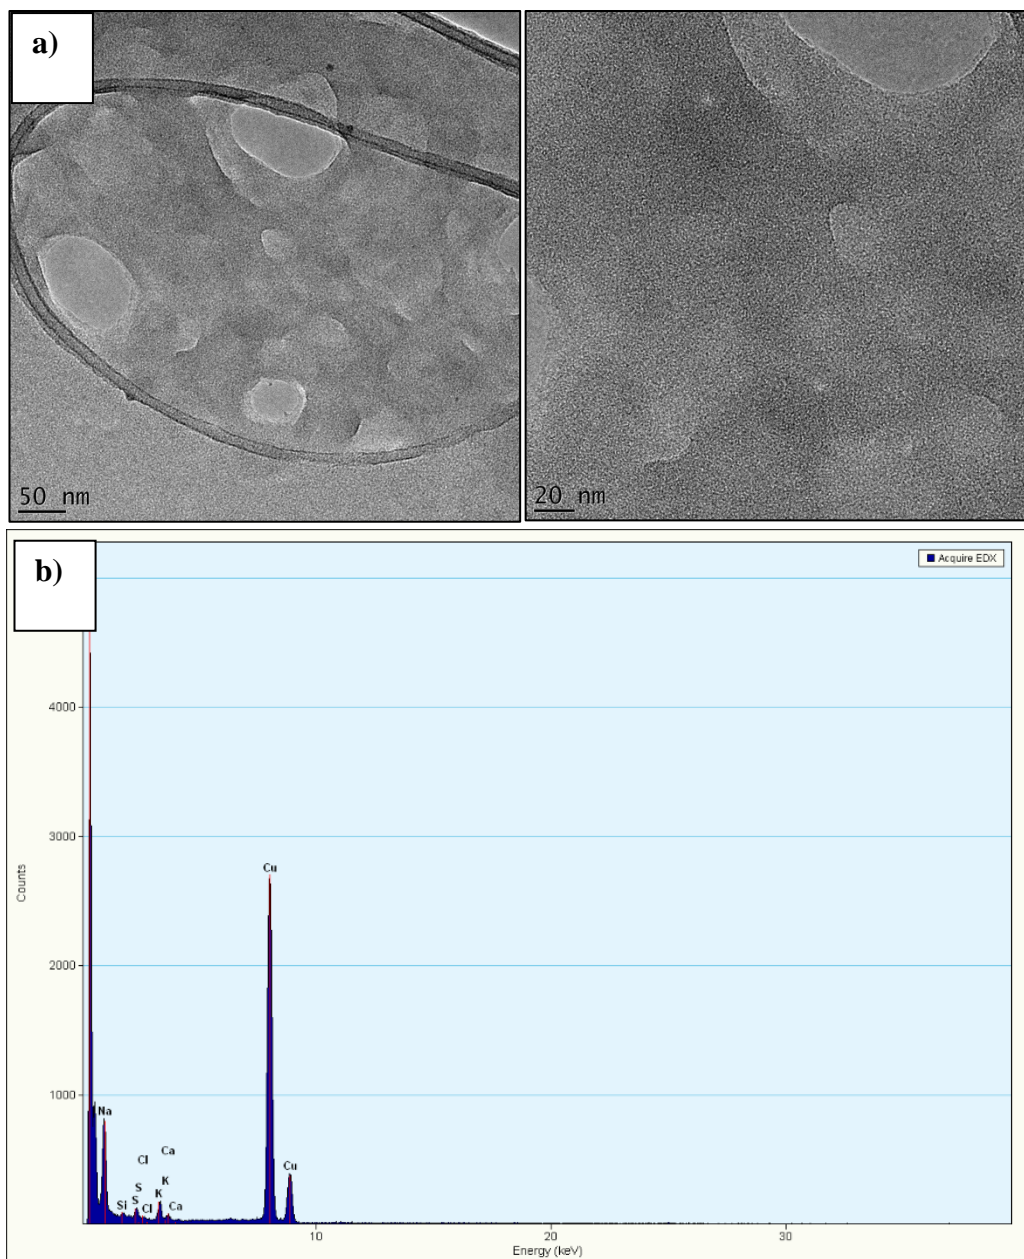 a)
50 nm
20 nm
b)
Acquire EDX
4000
3000
Cu
2000
Counts
1000
Na
Ca
Cl
Cu
K
S
K
S
Si
Cl
Ca
10
20
30
Energy (keV)